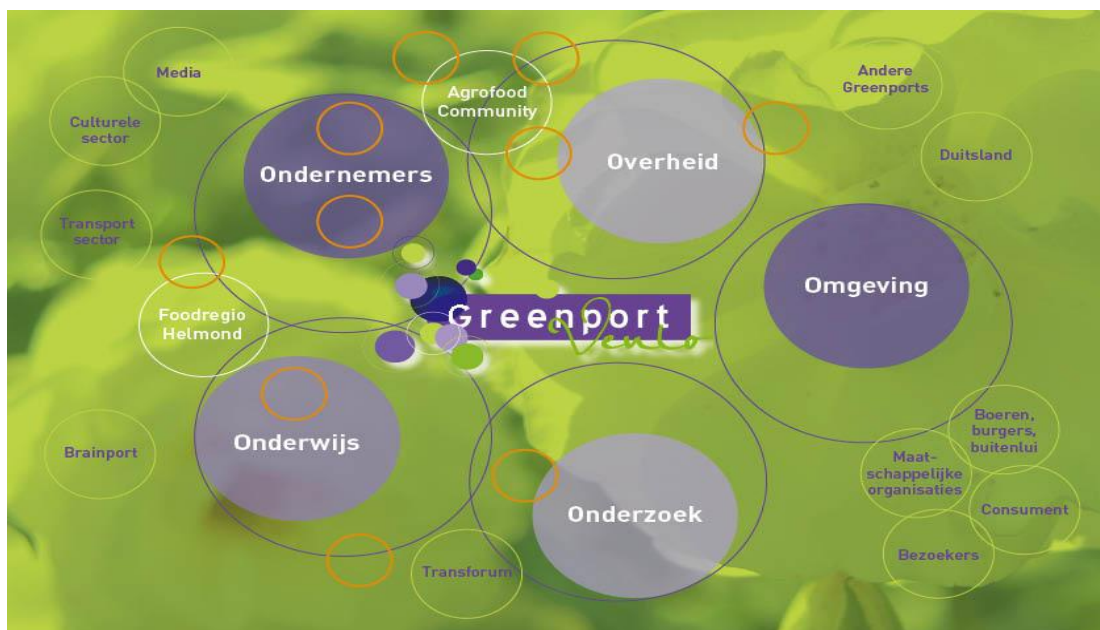 Media
Agrofood
Community
Andere
Greenports
Culturele
sector
Ondernemers
Overheid
Duitsland
Transport
sector
Omgeving
Foodregio
Helmond
Greenport
Venlo
Onderwijs
Brainport
Boeren,
burgers,
buitenlui
Maat-
schappelijke
organisaties
Consument
Onderzoek
Bezoekers
Transforum